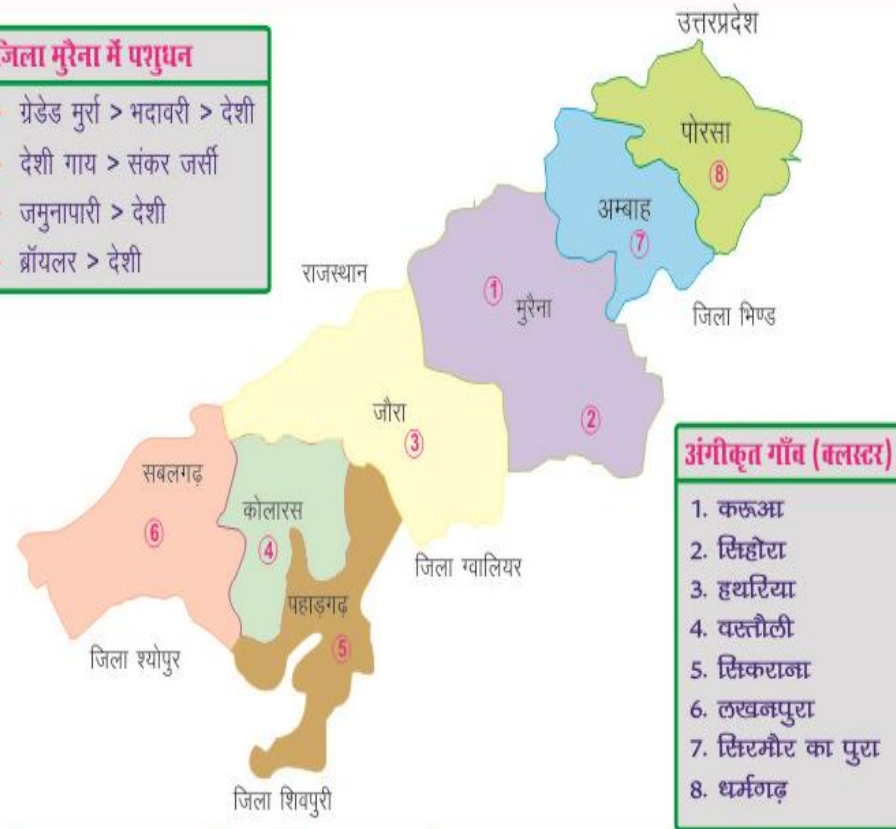 जिला मुरैना में पशुधन
ग्रेडेड मुर्रा > भदावरी > देशी
देशी गाय > संकर जर्सी
जमुनापारी > देशी
ब्रॉयलर > देशी
उत्तरप्रदेश
पोरसा
8
अम्बाह
7
राजस्थान
1
मुरैना
जिला भिण्ड
2
जौरा
3
सबलगढ़
6
कोलारस
4
जिला ग्वालियर
पहाड़गढ़
5
जिला श्योपुर
जिला शिवपुरी
अंगीकृत गाँव (क्लस्टर)
1. करूआ
2. सिहोरा
3. हथरिया
4. वस्तौली
5. सिकराना
6. लखनपुरा
7. सिरमौर का पुरा
8. धर्मगढ़